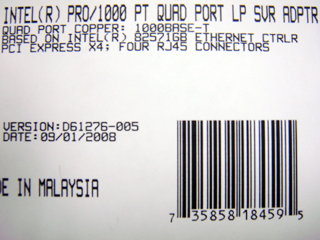 INTEL(R) PRO/1000 PT QUAD PORT LP SVR ADPTR
QUAD PORT COPPER: 1000BASE-T
BASED ON INTEL(R) 82571GB ETHERNET CTRLR
PCI EXPRESS X4; FOUR RJ45 CONNECTORS
VERSION:D61276-005
DATE:09/01/2008
DE IN MALAYSIA
7 35858 18459 5